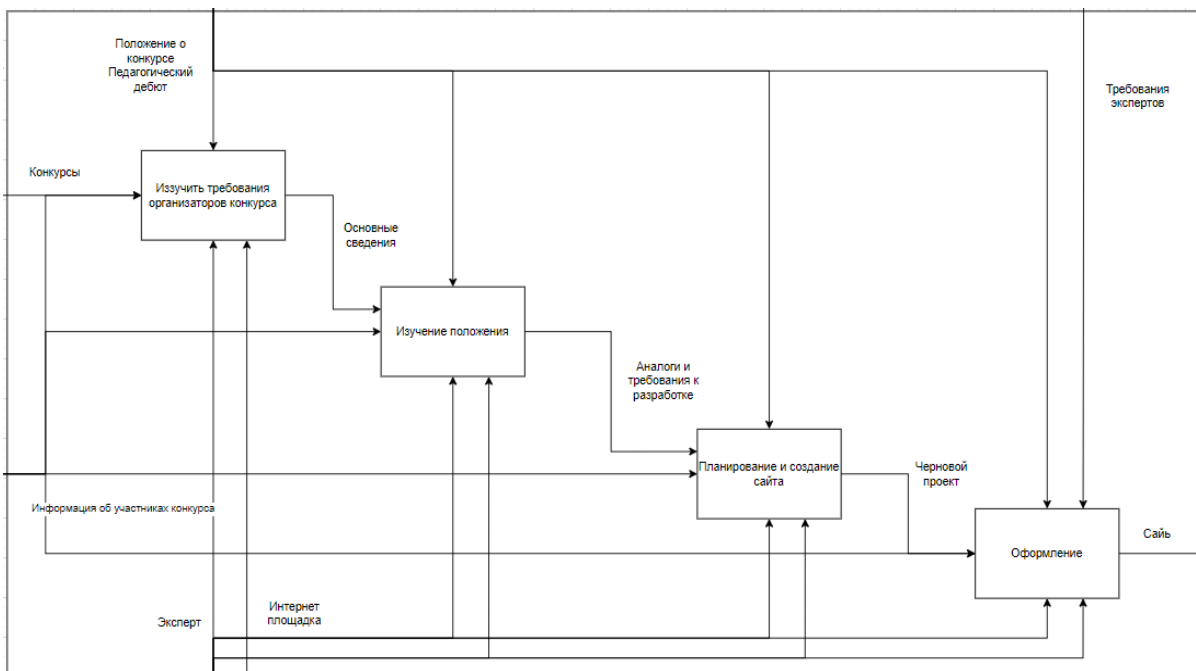 Положение о
конкурсе
Педагогический
дебют
Требования
экспертов
Конкурсы
Иззучить требования
организаторов конкурса
Основные
сведения
Изучение положения
Аналоги и
требования к
разработке
Планирование и создание
сайта
Черновой
проект
Информация об участниках конкурса
Оформление
Сайь
Эксперт
Интернет
площадка